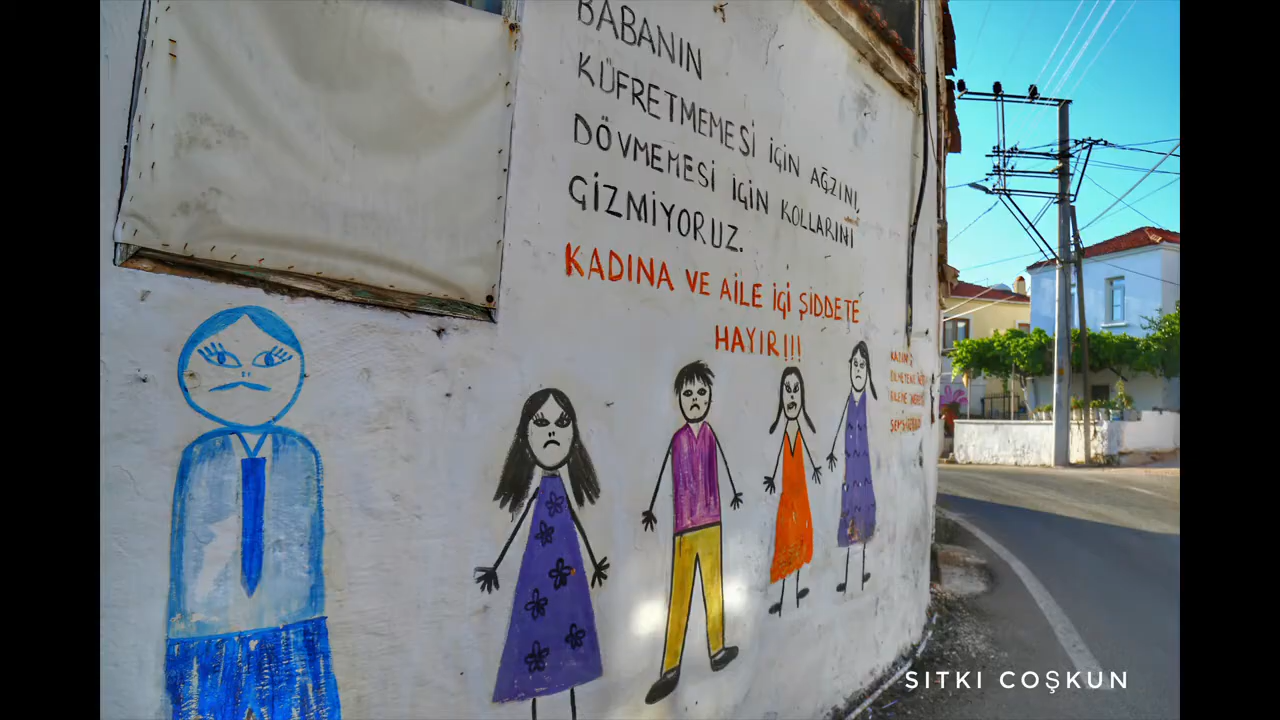 BABANIN
KÜFRETMEMESİ İÇİN AĞZINI,
DÖVMEMESİ İÇİN KOLLARINI
ÇİZMİYORUZ.
KADINA VE AİLE İÇİ ŞİDDETE
HAYIR!!!
SITKI COŞKUN